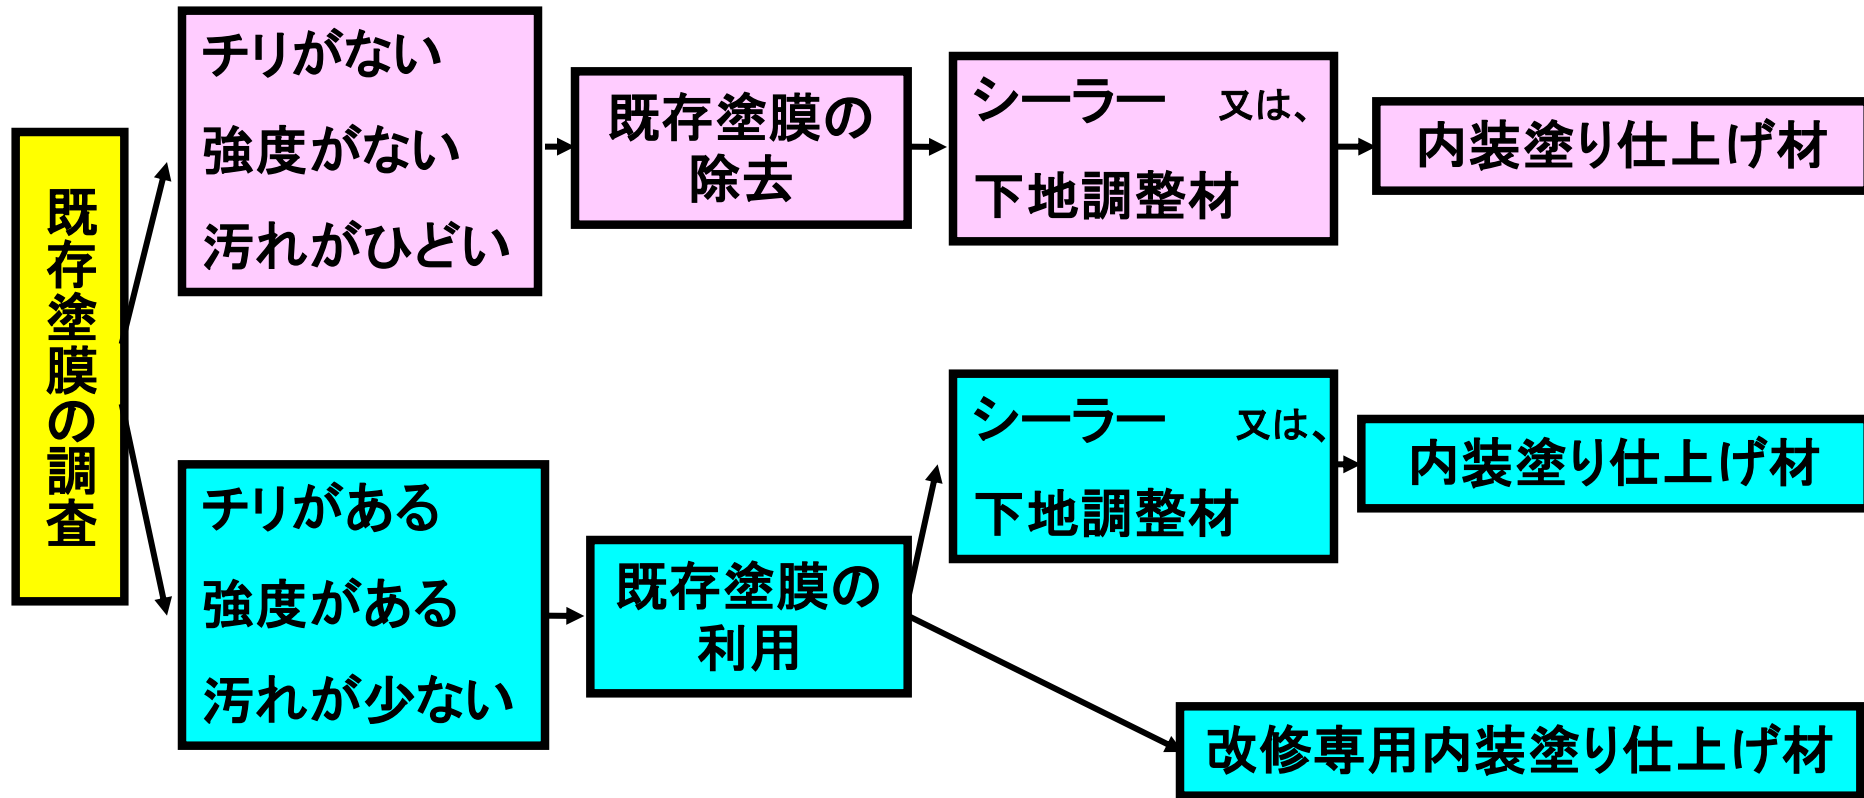 既存塗膜の調査
チリがない
強度がない
汚れがひどい
既存塗膜の
除去
シーラー 又は、
下地調整材
内装塗り仕上げ材
チリがある
強度がある
汚れが少ない
既存塗膜の
利用
シーラー 又は、
下地調整材
内装塗り仕上げ材
改修専用内装塗り仕上げ材